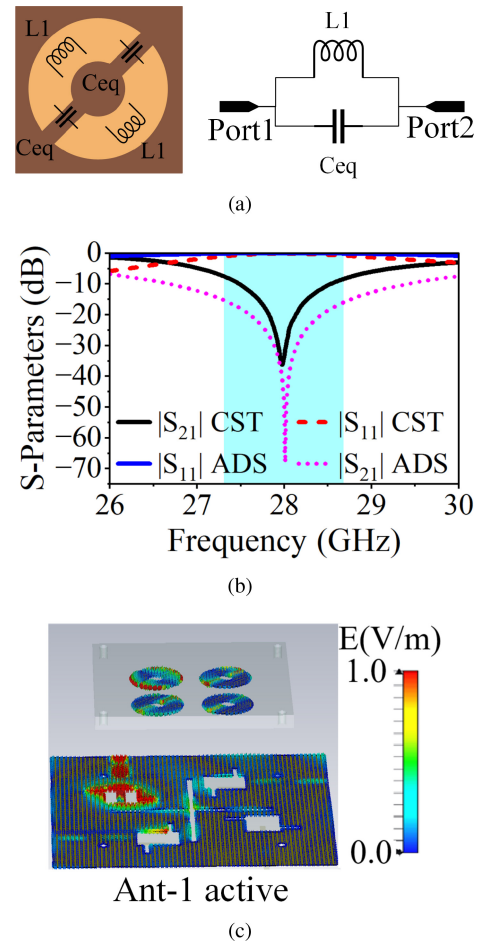 L1
Ceq
Ceq
L1
L1
Port1
Port2
Ceq
(a)
S-Parameters (dB)
0
−10
−20
−30
−40
−50
−60
−70
|S21| CST
|S11| CST
|S11| ADS
|S21| ADS
26 27 28 29 30
Frequency (GHz)
(b)
E(V/m)
1.0
0.0
Ant-1 active
(c)